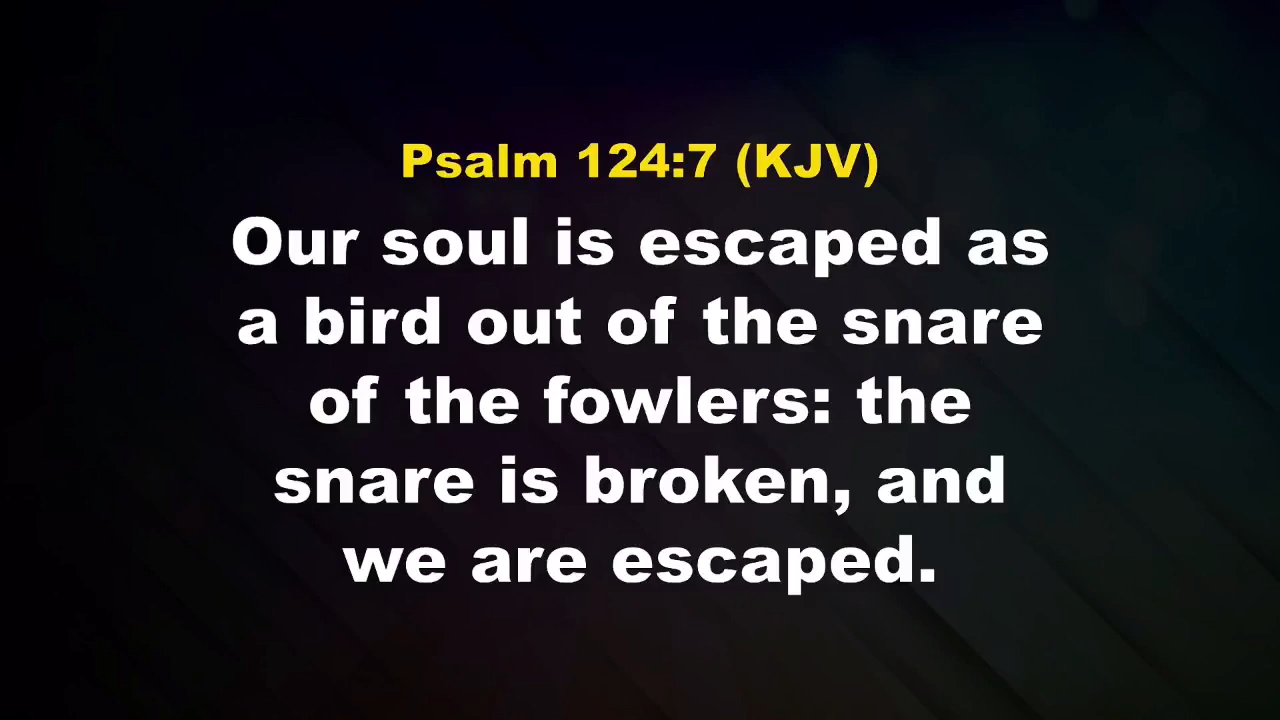 Psalm 124:7 (KJV)
Our soul is escaped as
a bird out of the snare
of the fowlers: the
snare is broken, and
we are escaped.